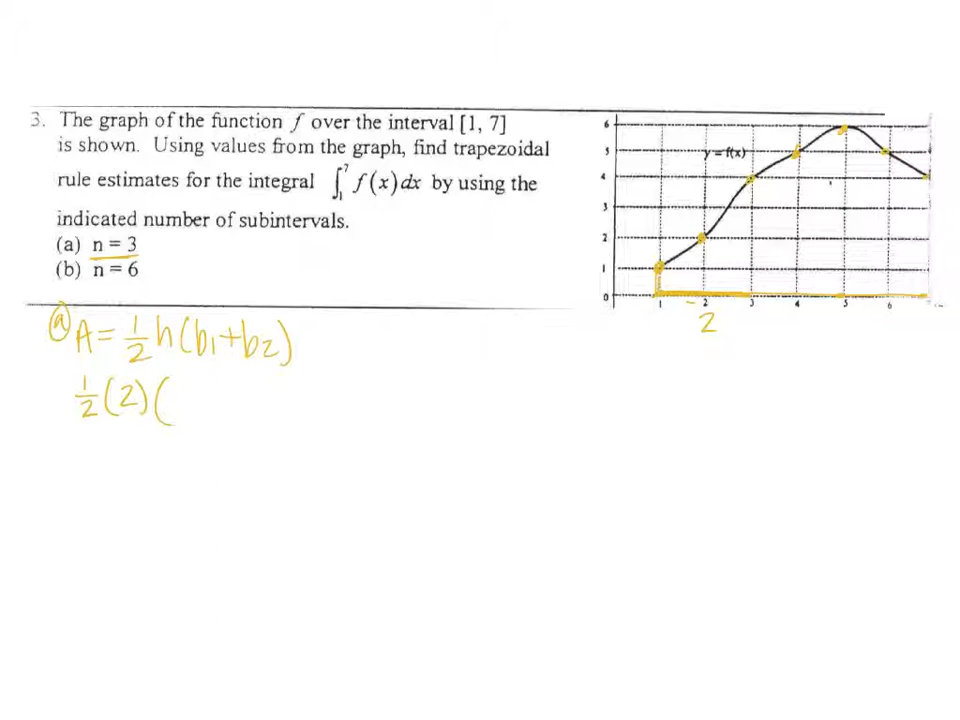 3. The graph of the function f over the interval [1, 7]
is shown. Using values from the graph, find trapezoidal
rule estimates for the integral ∫₁⁷ f(x)dx by using the
indicated number of subintervals.
(a) n = 3
(b) n = 6
6
5
4
3
2
1
0
y = f(x)
1 2 3 4 5 6
2
ⓐ A = 1/2 h(b₁+b₂)
1/2 (2)(